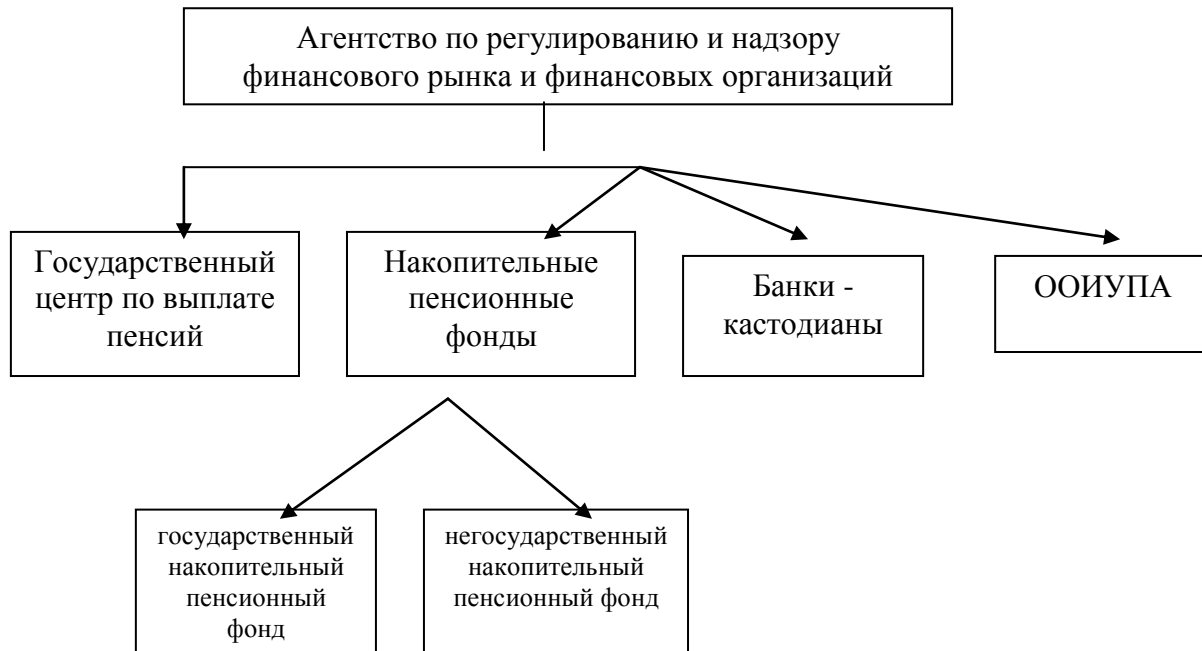 Агентство по регулированию и надзору
финансового рынка и финансовых организаций
Государственный
центр по выплате
пенсий
Накопительные
пенсионные
фонды
Банки -
кастодианы
ООИУПА
государственный
накопительный
пенсионный
фонд
негосударственный
накопительный
пенсионный фонд